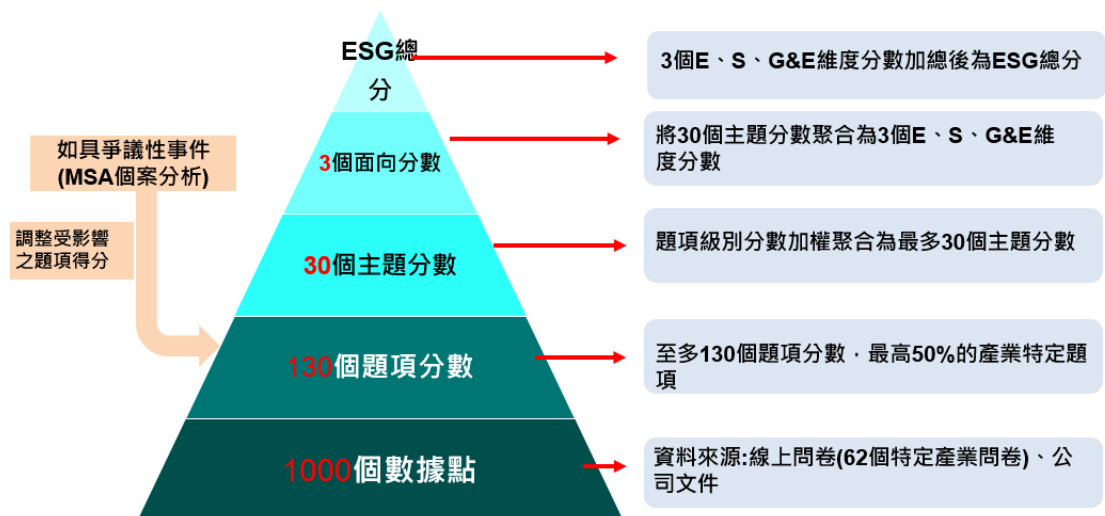 ESG總
分
3個E、S、G&E維度分數加總後為ESG總分
如具爭議性事件
(MSA個案分析)
3個面向分數
將30個主題分數聚合為3個E、S、G&E維
度分數
調整受影響
之題項得分
30個主題分數
題項級別分數加權聚合為最多30個主題分數
130個題項分數
至多130個題項分數，最高50%的產業特定題
項
1000個數據點
資料來源:線上問卷(62個特定產業問卷)、公
司文件